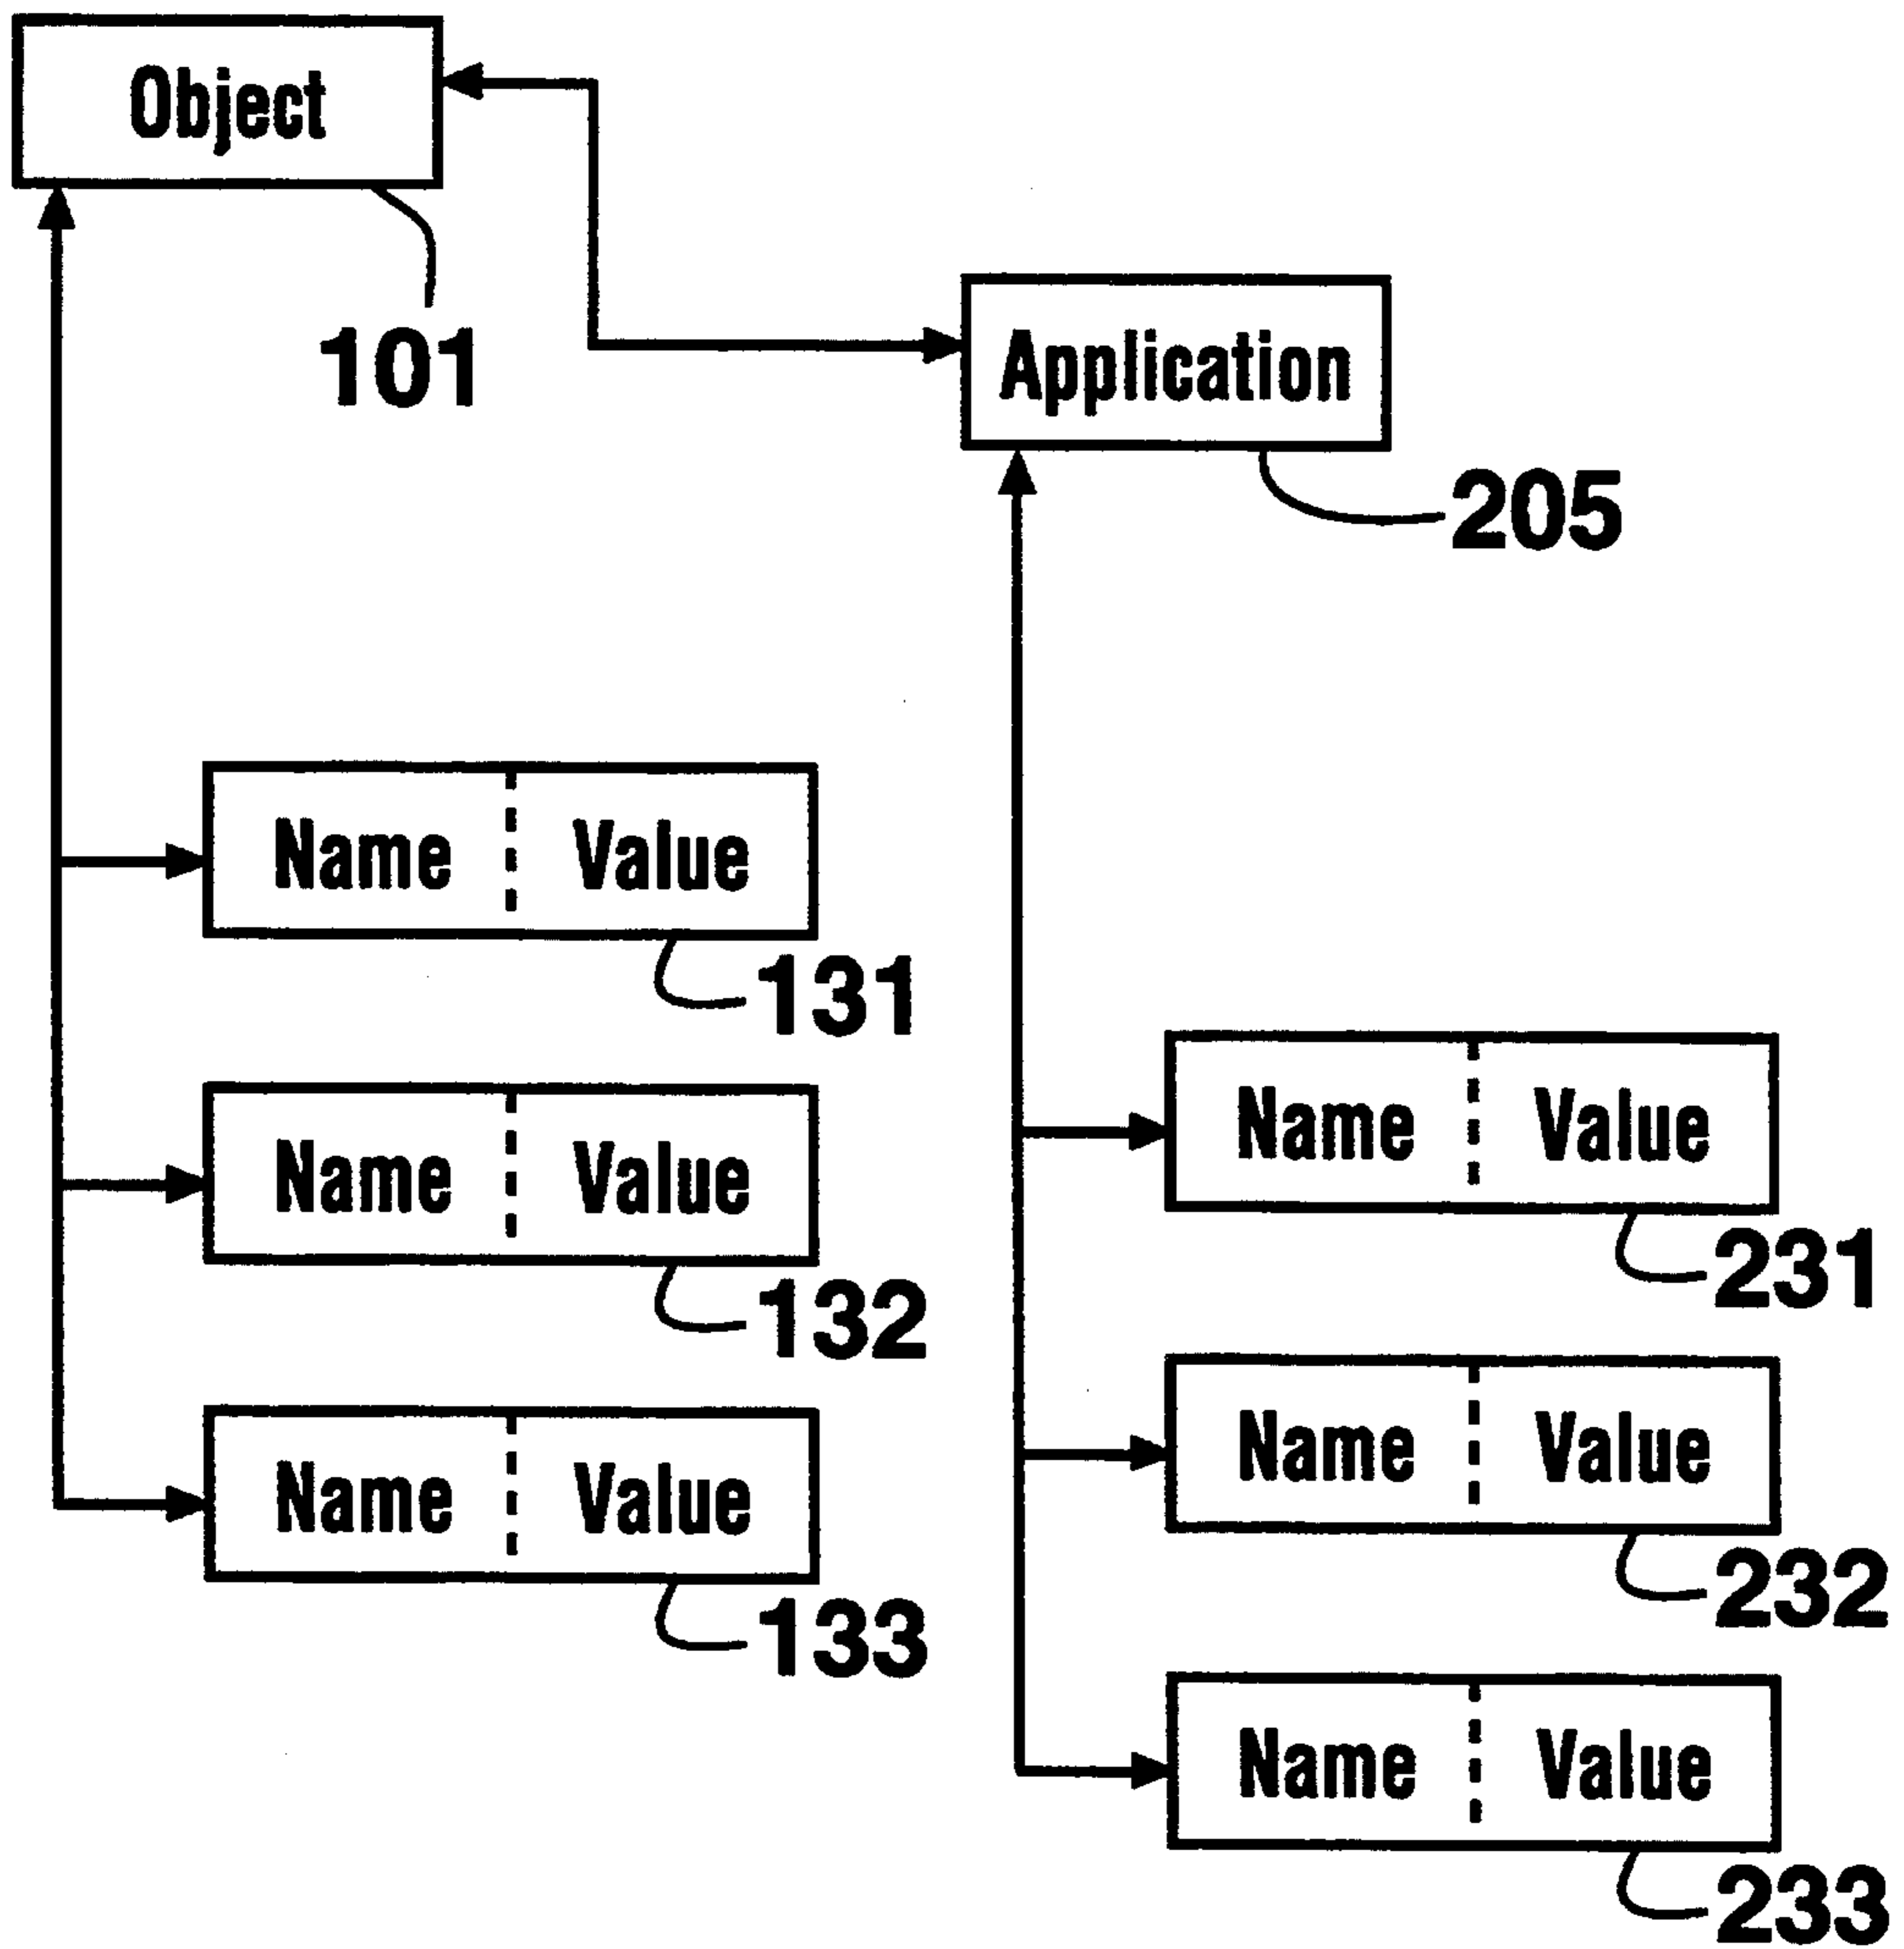 Object
101
Application
205
Name Value
131
Name Value
132
Name Value
133
Name Value
231
Name Value
232
Name Value
233